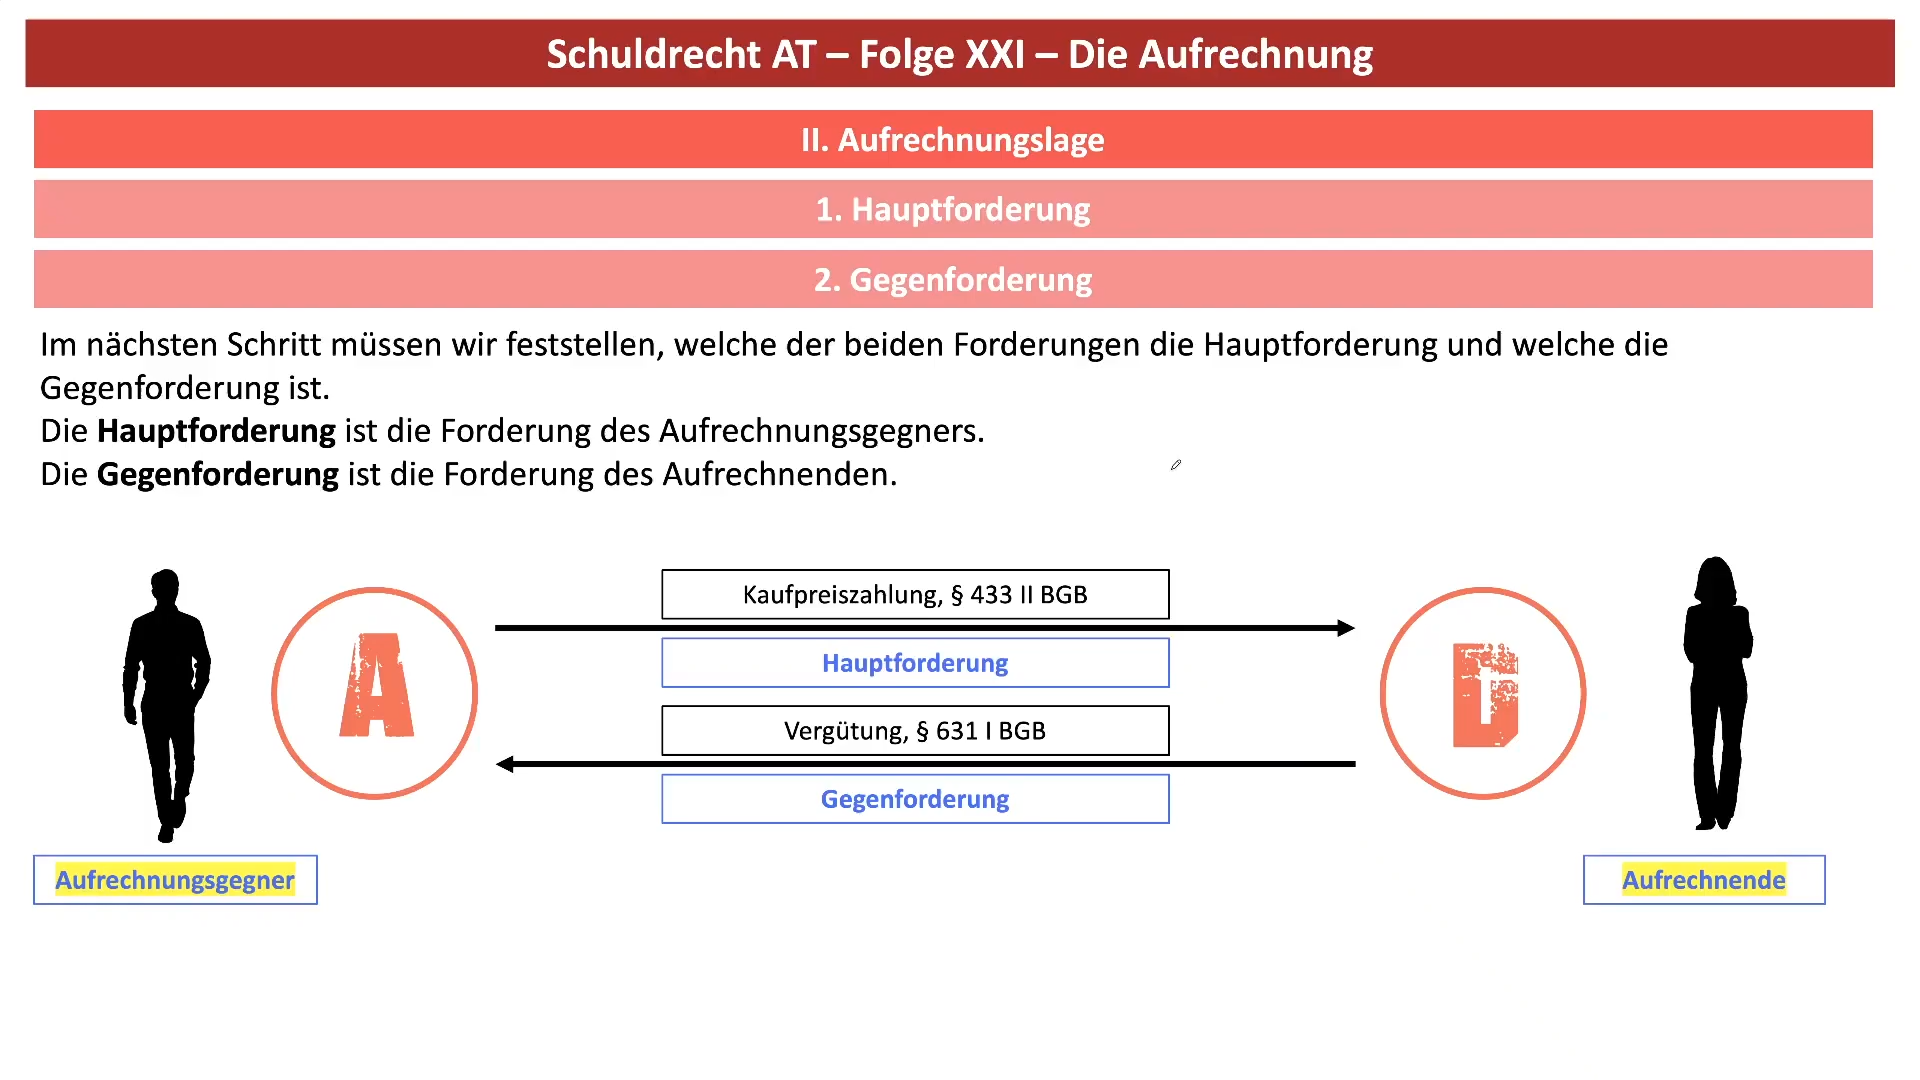 Schuldrecht AT – Folge XXI – Die Aufrechnung
II. Aufrechnungslage
1. Hauptforderung
2. Gegenforderung
Im nächsten Schritt müssen wir feststellen, welche der beiden Forderungen die Hauptforderung und welche die
Gegenforderung ist.
Die Hauptforderung ist die Forderung des Aufrechnungsgegners.
Die Gegenforderung ist die Forderung des Aufrechnenden.
Kaufpreiszahlung, § 433 II BGB
A
Hauptforderung
D
Vergütung, § 631 I BGB
Gegenforderung
Aufrechnungsgegner
Aufrechnende